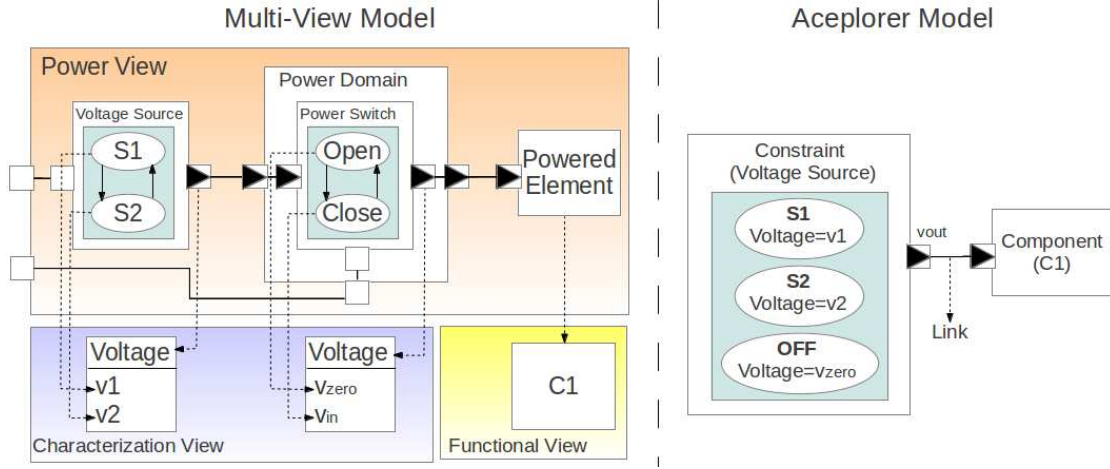 Multi-View Model
Aceplorer Model
Power View
Power Domain
Voltage Source
Power Switch
S1
S2
Open
Close
Powered
Element
Voltage
v1
v2
Voltage
vzero
vin
C1
Characterization View
Functional View
Constraint
(Voltage Source)
S1
Voltage=v1
S2
Voltage=v2
OFF
Voltage=vzero
vout
Component
(C1)
Link